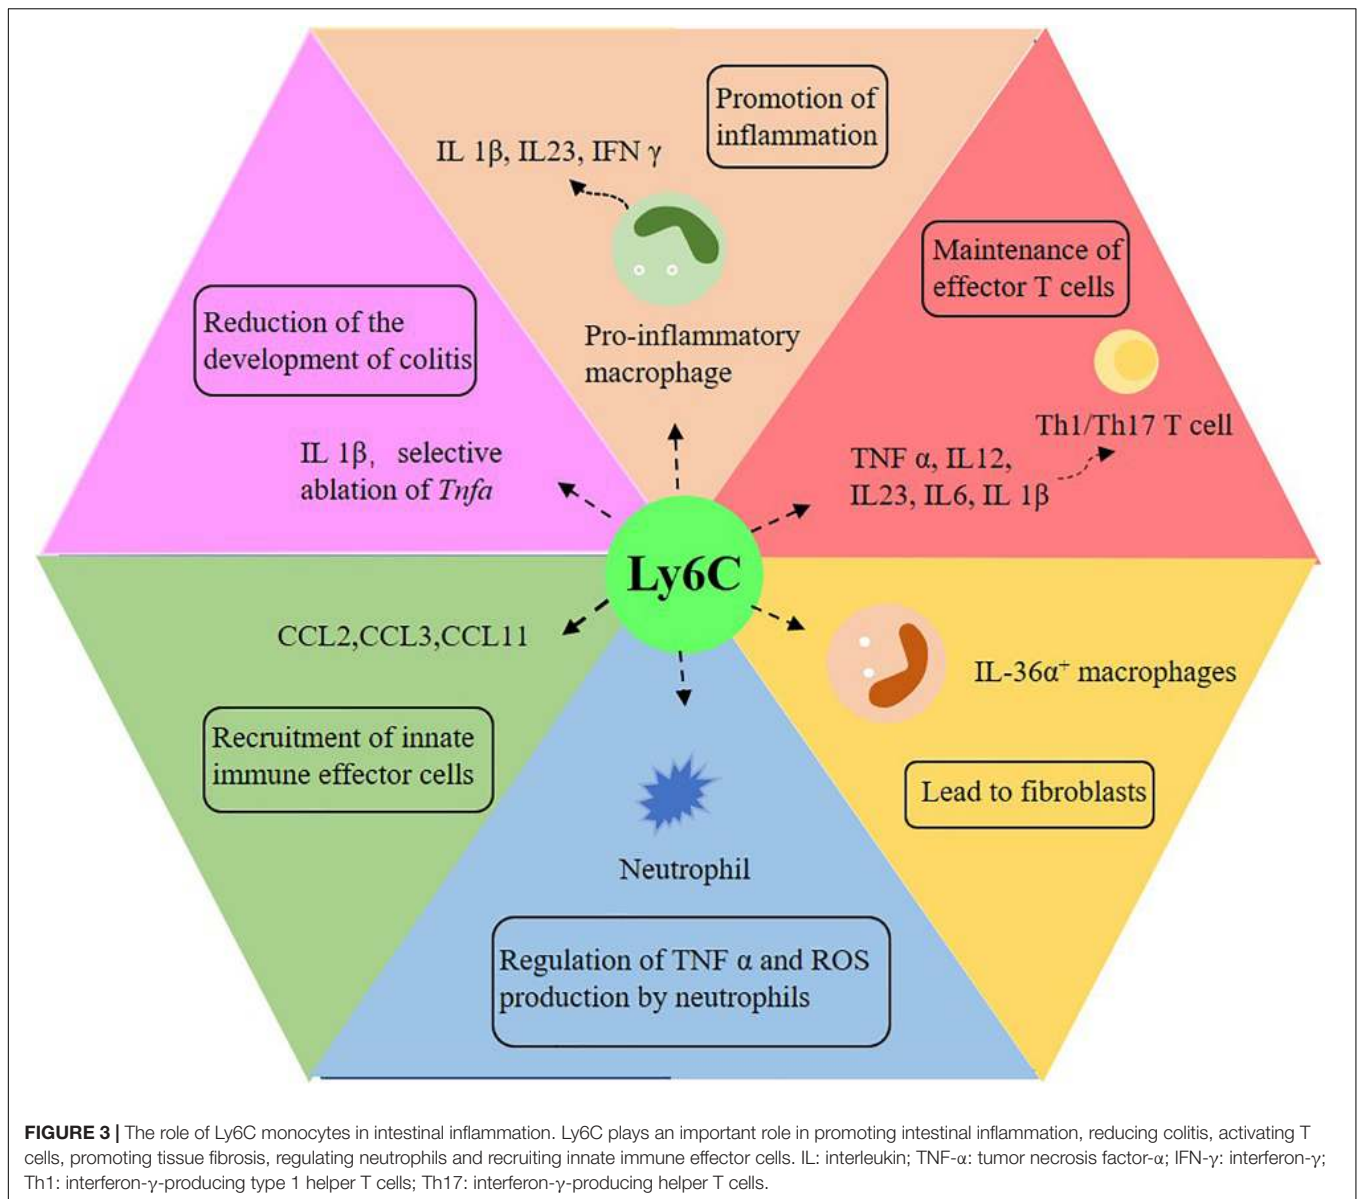 Promotion of
inflammation
IL 1β, IL23, IFN γ
Pro-inflammatory
macrophage
Maintenance of
effector T cells
Th1/Th17 T cell
TNF α, IL12,
IL23, IL6, IL 1β
Reduction of the
development of colitis
IL 1β, selective
ablation of Tnfa
Ly6C
CCL2,CCL3,CCL11
Recruitment of innate
immune effector cells
IL-36α⁺ macrophages
Lead to fibroblasts
Neutrophil
Regulation of TNF α and ROS
production by neutrophils
FIGURE 3 | The role of Ly6C monocytes in intestinal inflammation. Ly6C plays an important role in promoting intestinal inflammation, reducing colitis, activating T
cells, promoting tissue fibrosis, regulating neutrophils and recruiting innate immune effector cells. IL: interleukin; TNF-α: tumor necrosis factor-α; IFN-γ: interferon-γ;
Th1: interferon-γ-producing type 1 helper T cells; Th17: interferon-γ-producing helper T cells.